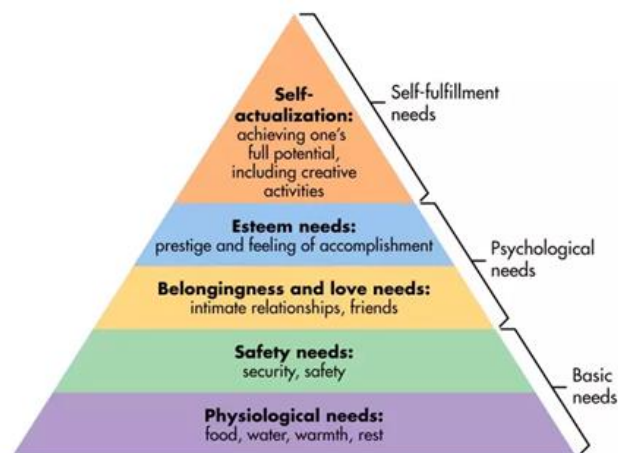 Self-
actualization:
achieving one's
full potential,
including creative
activities
Self-fulfillment
needs
Esteem needs:
prestige and feeling of accomplishment
Psychological
needs
Belongingness and love needs:
intimate relationships, friends
Safety needs:
security, safety
Basic
needs
Physiological needs:
food, water, warmth, rest